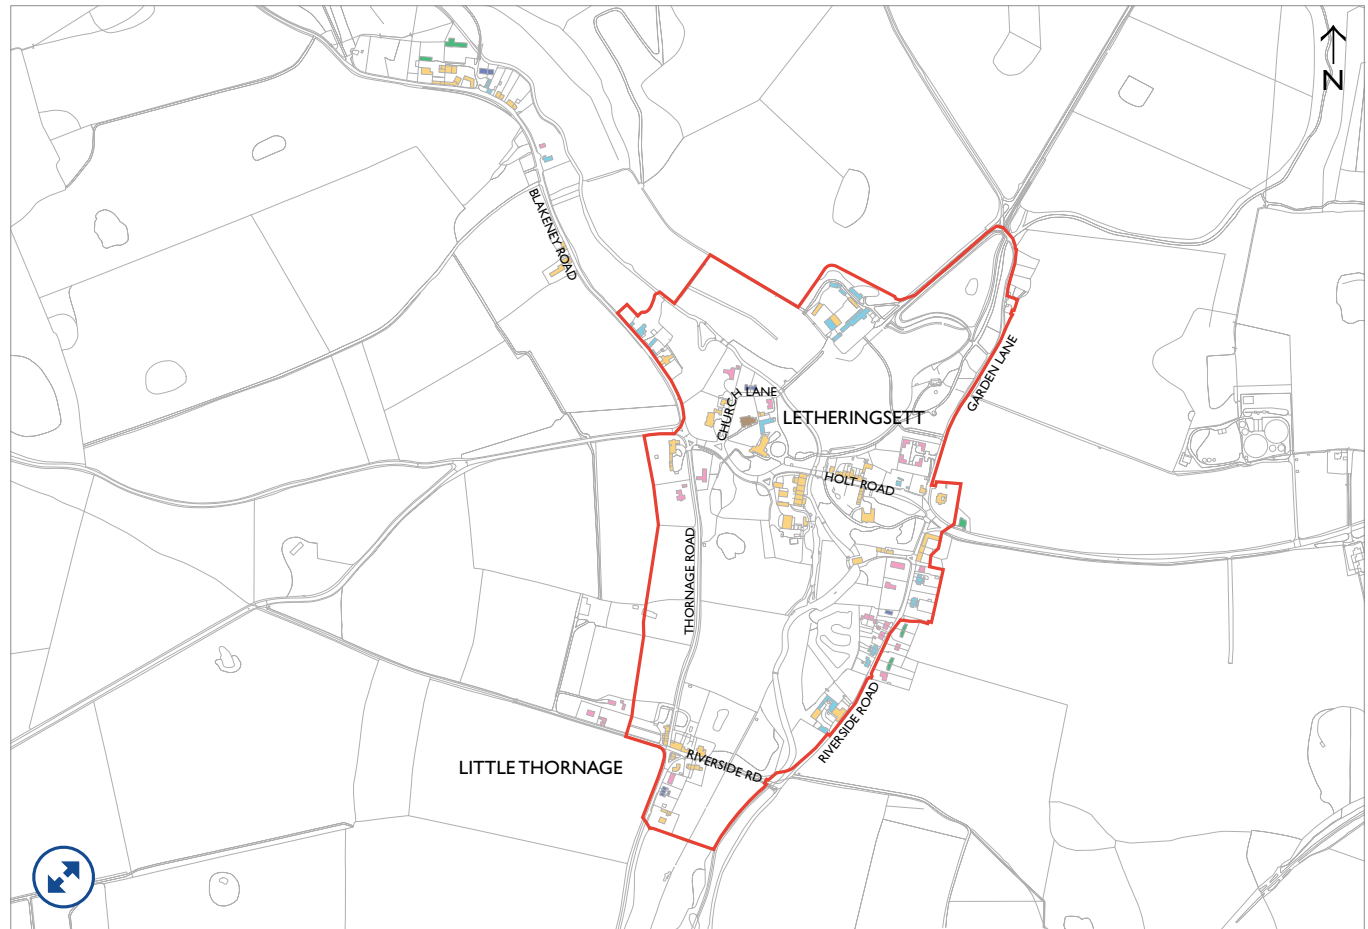 N
BLAKENEY ROAD
GARDEN LANE
CHURCH LANE
LETHERINGSETT
HOLT ROAD
THORNAGE ROAD
RIVERSIDE ROAD
RIVERSIDE RD
LITTLE THORNAGE